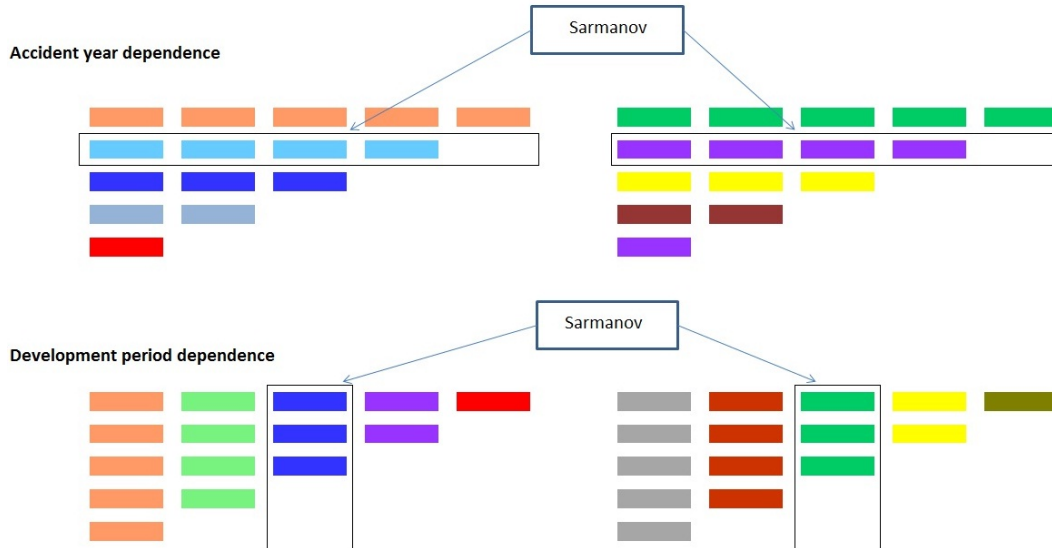 Sarmanov
Accident year dependence
Sarmanov
Development period dependence